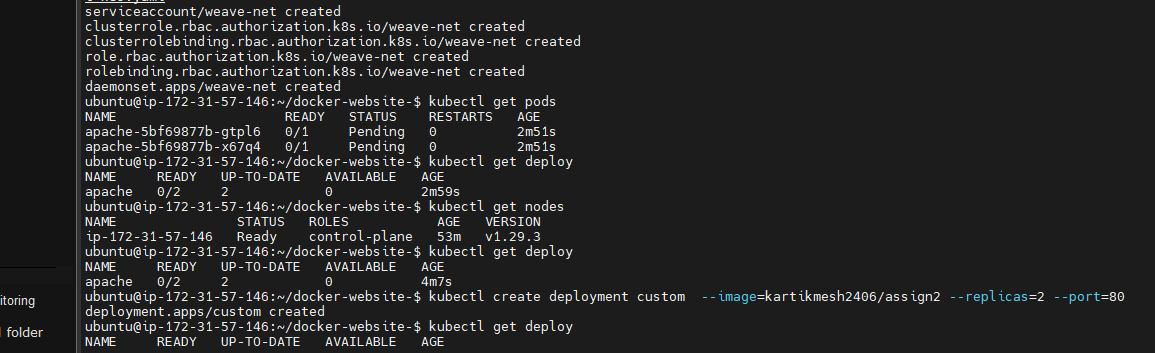 serviceaccount/weave-net created
clusterrole.rbac.authorization.k8s.io/weave-net created
clusterrolebinding.rbac.authorization.k8s.io/weave-net created
role.rbac.authorization.k8s.io/weave-net created
rolebinding.rbac.authorization.k8s.io/weave-net created
daemonset.apps/weave-net created
ubuntu@ip-172-31-57-146:~/docker-website-$ kubectl get pods
NAME                     READY   STATUS    RESTARTS   AGE
apache-5bf69877b-gtpl6   0/1     Pending   0          2m51s
apache-5bf69877b-x67q4   0/1     Pending   0          2m51s
ubuntu@ip-172-31-57-146:~/docker-website-$ kubectl get deploy
NAME     READY   UP-TO-DATE   AVAILABLE   AGE
apache   0/2     2            0           2m59s
ubuntu@ip-172-31-57-146:~/docker-website-$ kubectl get nodes
NAME               STATUS   ROLES           AGE   VERSION
ip-172-31-57-146   Ready    control-plane   53m   v1.29.3
ubuntu@ip-172-31-57-146:~/docker-website-$ kubectl get deploy
NAME     READY   UP-TO-DATE   AVAILABLE   AGE
apache   0/2     2            0           4m7s
ubuntu@ip-172-31-57-146:~/docker-website-$ kubectl create deployment custom  --image=kartikmesh2406/assign2 --replicas=2 --port=80
deployment.apps/custom created
ubuntu@ip-172-31-57-146:~/docker-website-$ kubectl get deploy
NAME     READY   UP-TO-DATE   AVAILABLE   AGE
itoring
folder